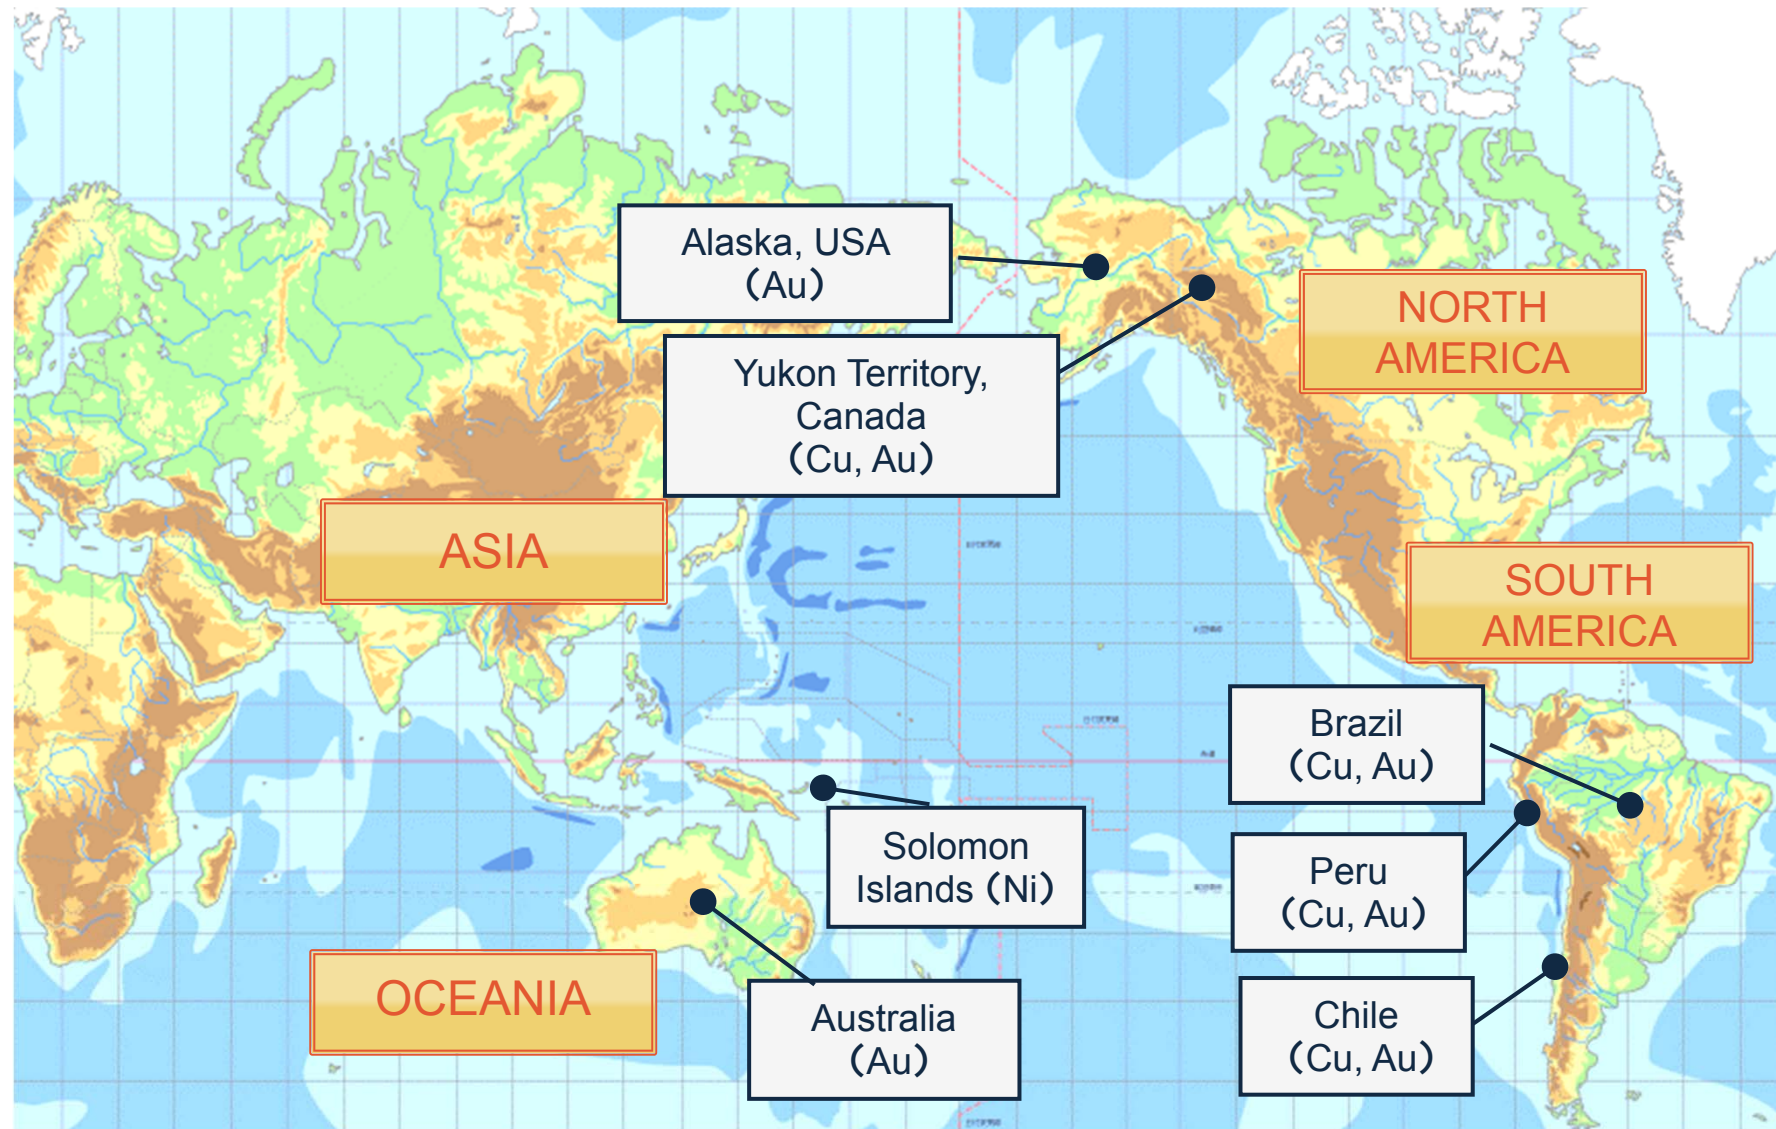 Alaska, USA
(Au)
Yukon Territory,
Canada
(Cu, Au)
NORTH
AMERICA
ASIA
SOUTH
AMERICA
Brazil
(Cu, Au)
Solomon
Islands (Ni)
Peru
(Cu, Au)
OCEANIA
Australia
(Au)
Chile
(Cu, Au)